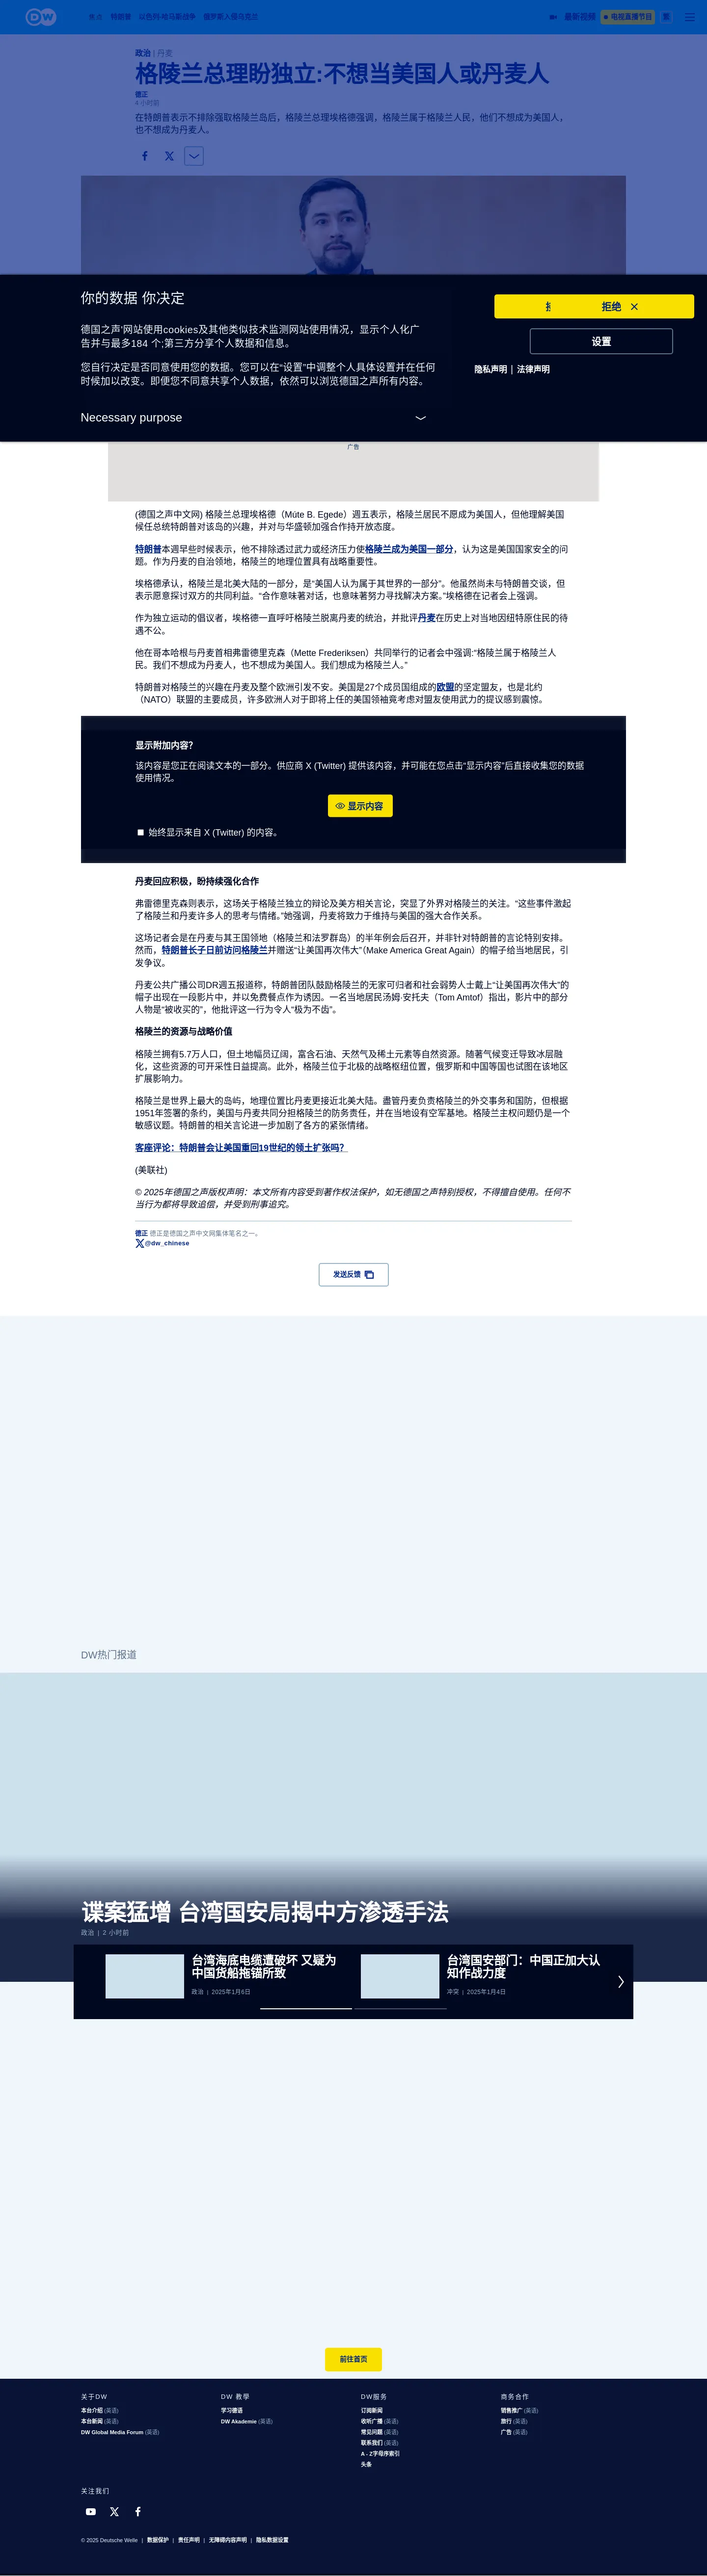 DW
焦点 特朗普 以色列-哈马斯战争 俄罗斯入侵乌克兰
最新视频 电视直播节目 繁
政治 | 丹麦
格陵兰总理盼独立:不想当美国人或丹麦人
德正
4 小时前
在特朗普表示不排除强取格陵兰岛后，格陵兰总理埃格德强调，格陵兰属于格陵兰人民，他们不想成为美国人，
也不想成为丹麦人。
你的数据 你决定
拒绝
德国之声'网站使用cookies及其他类似技术监测网站使用情况，显示个人化广
告并与最多184 个;第三方分享个人数据和信息。
设置
隐私声明 | 法律声明
您自行决定是否同意使用您的数据。您可以在“设置”中调整个人具体设置并在任何
时候加以改变。即便您不同意共享个人数据，依然可以浏览德国之声所有内容。
Necessary purpose
广告
(德国之声中文网) 格陵兰总理埃格德（Múte B. Egede）週五表示，格陵兰居民不愿成为美国人，但他理解美国
候任总统特朗普对该岛的兴趣，并对与华盛顿加强合作持开放态度。
特朗普本週早些时候表示，他不排除透过武力或经济压力使格陵兰成为美国一部分，认为这是美国国家安全的问
题。作为丹麦的自治领地，格陵兰的地理位置具有战略重要性。
埃格德承认，格陵兰是北美大陆的一部分，是“美国人认为属于其世界的一部分”。他虽然尚未与特朗普交谈，但
表示愿意探讨双方的共同利益。“合作意味著对话，也意味著努力寻找解决方案。”埃格德在记者会上强调。
作为独立运动的倡议者，埃格德一直呼吁格陵兰脱离丹麦的统治，并批评丹麦在历史上对当地因纽特原住民的待
遇不公。
他在哥本哈根与丹麦首相弗雷德里克森（Mette Frederiksen）共同举行的记者会中强调:“格陵兰属于格陵兰人
民。我们不想成为丹麦人，也不想成为美国人。我们想成为格陵兰人。”
特朗普对格陵兰的兴趣在丹麦及整个欧洲引发不安。美国是27个成员国组成的欧盟的坚定盟友，也是北约
（NATO）联盟的主要成员，许多欧洲人对于即将上任的美国领袖竟考虑对盟友使用武力的提议感到震惊。
显示附加内容？
该内容是您正在阅读文本的一部分。供应商 X (Twitter) 提供该内容，并可能在您点击“显示内容”后直接收集您的数据
使用情况。
显示内容
始终显示来自 X (Twitter) 的内容。
丹麦回应积极，盼持续强化合作
弗雷德里克森则表示，这场关于格陵兰独立的辩论及美方相关言论，突显了外界对格陵兰的关注。“这些事件激起
了格陵兰和丹麦许多人的思考与情绪。”她强调，丹麦将致力于维持与美国的强大合作关系。
这场记者会是在丹麦与其王国领地（格陵兰和法罗群岛）的半年例会后召开，并非针对特朗普的言论特别安排。
然而，特朗普长子日前访问格陵兰并赠送“让美国再次伟大”（Make America Great Again）的帽子给当地居民，引
发争议。
丹麦公共广播公司DR週五报道称，特朗普团队鼓励格陵兰的无家可归者和社会弱势人士戴上“让美国再次伟大”的
帽子出现在一段影片中，并以免费餐点作为诱因。一名当地居民汤姆·安托夫（Tom Amtof）指出，影片中的部分
人物是“被收买的”，他批评这一行为令人“极为不齿”。
格陵兰的资源与战略价值
格陵兰拥有5.7万人口，但土地幅员辽阔，富含石油、天然气及稀土元素等自然资源。随著气候变迁导致冰层融
化，这些资源的可开采性日益提高。此外，格陵兰位于北极的战略枢纽位置，俄罗斯和中国等国也试图在该地区
扩展影响力。
格陵兰是世界上最大的岛屿，地理位置比丹麦更接近北美大陆。盡管丹麦负责格陵兰的外交事务和国防，但根据
1951年签署的条约，美国与丹麦共同分担格陵兰的防务责任，并在当地设有空军基地。格陵兰主权问题仍是一个
敏感议题。特朗普的相关言论进一步加剧了各方的紧张情绪。
客座评论：特朗普会让美国重回19世纪的领土扩张吗？
(美联社)
© 2025年德国之声版权声明：本文所有内容受到著作权法保护，如无德国之声特别授权，不得擅自使用。任何不
当行为都将导致追偿，并受到刑事追究。
德正 德正是德国之声中文网集体笔名之一。
@dw_chinese
发送反馈
DW热门报道
谍案猛增 台湾国安局揭中方渗透手法
政治 | 2 小时前
台湾海底电缆遭破坏 又疑为
中国货船拖锚所致
政治 | 2025年1月6日
台湾国安部门：中国正加大认
知作战力度
冲突 | 2025年1月4日
前往首页
关于DW
本台介绍 (英语)
本台新闻 (英语)
DW Global Media Forum (英语)
DW 教学
学习德语
DW Akademie (英语)
DW服务
订阅新闻
收听广播 (英语)
常见问题 (英语)
联系我们 (英语)
A - Z字母序索引
头条
商务合作
销售推广 (英语)
旅行 (英语)
广告 (英语)
关注我们
© 2025 Deutsche Welle | 数据保护 | 责任声明 | 无障碍内容声明 | 隐私数据设置